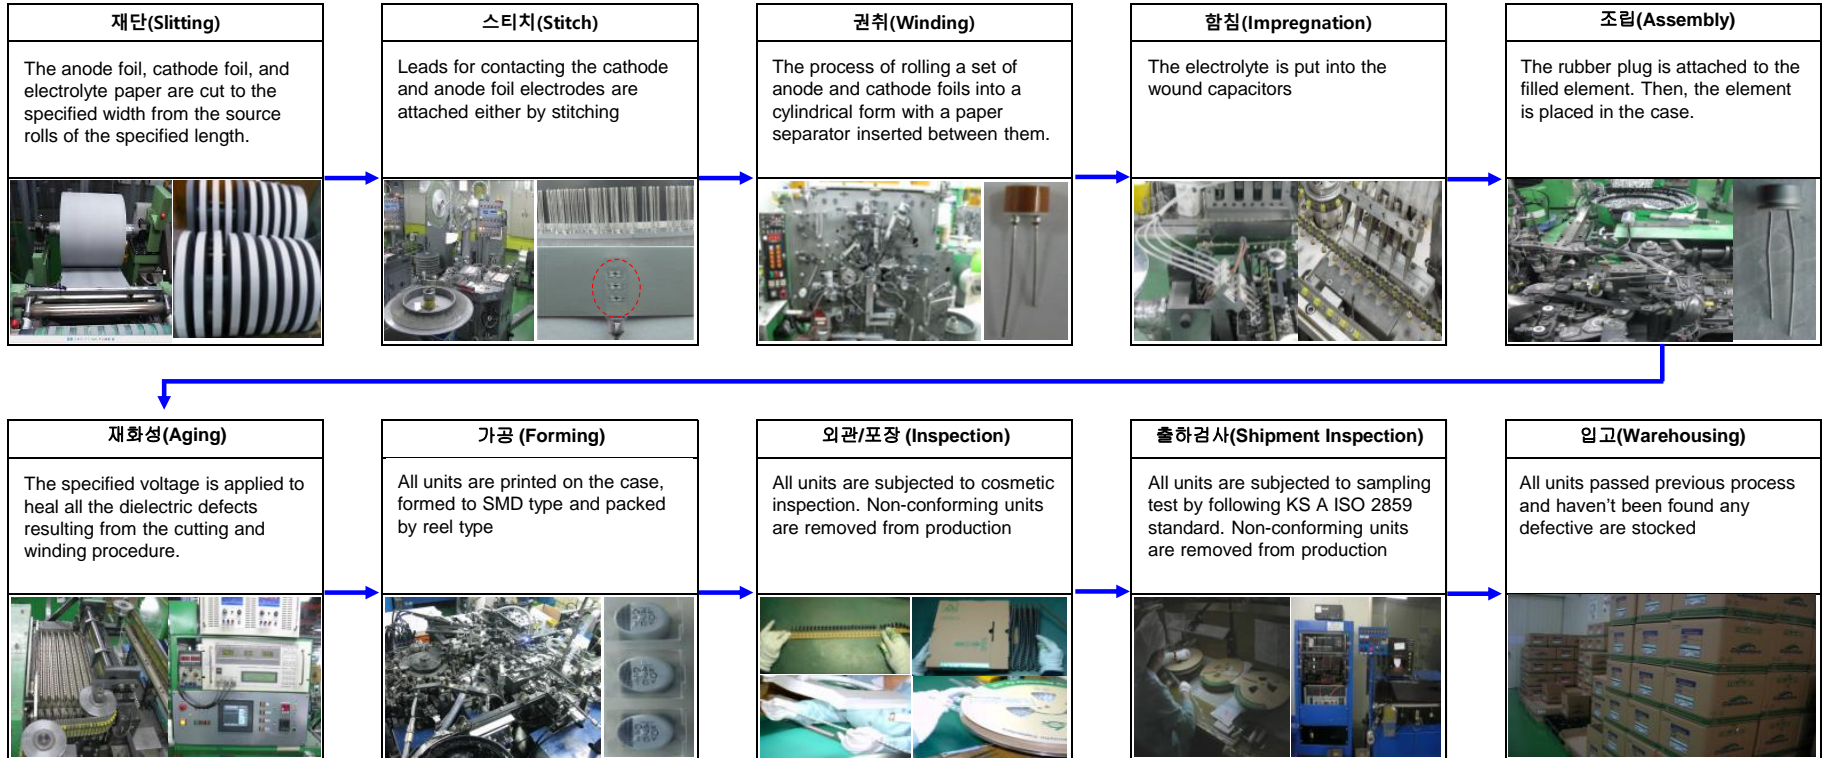 재단(Slitting)
The anode foil, cathode foil, and
electrolyte paper are cut to the
specified width from the source
rolls of the specified length.
스티치(Stitch)
Leads for contacting the cathode
and anode foil electrodes are
attached either by stitching
권취(Winding)
The process of rolling a set of
anode and cathode foils into a
cylindrical form with a paper
separator inserted between them.
함침(Impregnation)
The electrolyte is put into the
wound capacitors
조립(Assembly)
The rubber plug is attached to the
filled element. Then, the element
is placed in the case.
재화성(Aging)
The specified voltage is applied to
heal all the dielectric defects
resulting from the cutting and
winding procedure.
가공 (Forming)
All units are printed on the case,
formed to SMD type and packed
by reel type
외관/포장 (Inspection)
All units are subjected to cosmetic
inspection. Non-conforming units
are removed from production
출하검사(Shipment Inspection)
All units are subjected to sampling
test by following KS A ISO 2859
standard. Non-conforming units
are removed from production
입고(Warehousing)
All units passed previous process
and haven't been found any
defective are stocked